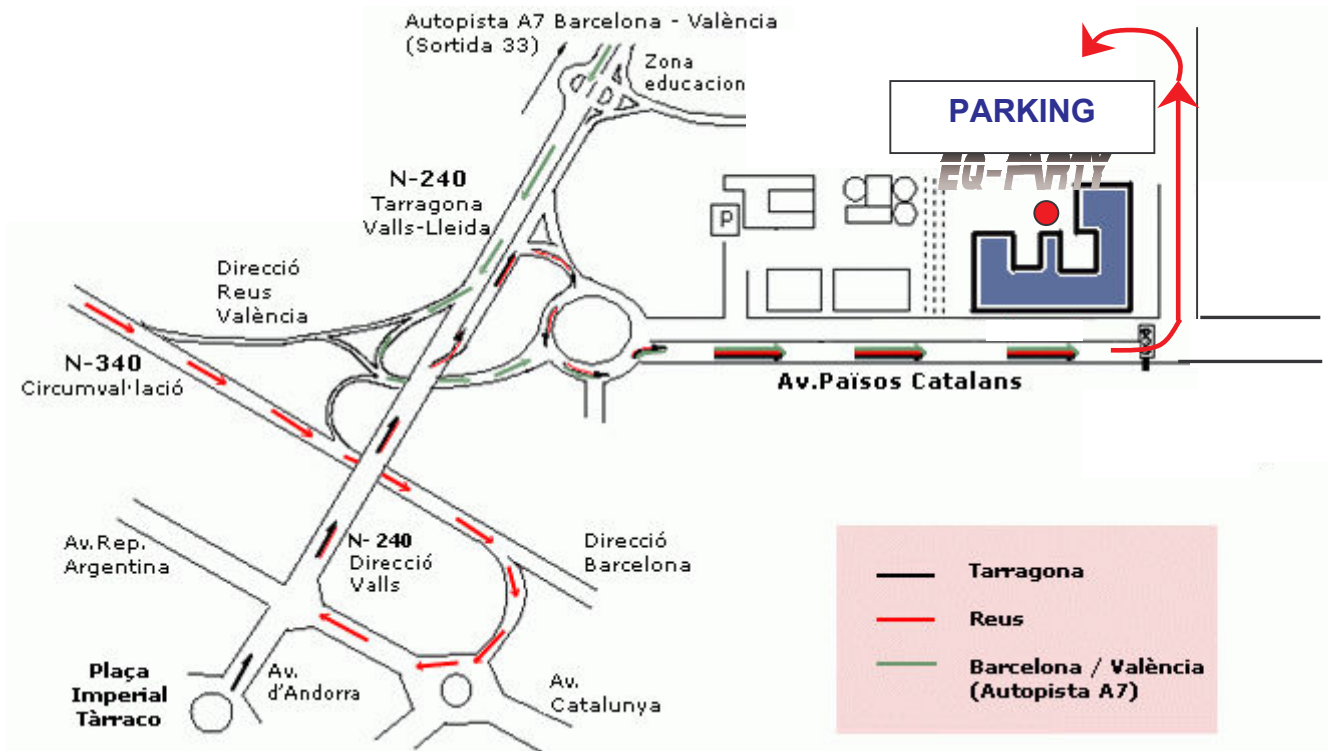 Autopista A7 Barcelona - València
(Sortida 33)
Zona
educacion
PARKING
EQ-PARTY
N-240
Tarragona
Valls-Lleida
P
Direcció
Reus
València
N-340
Circumval·lació
Av.Països Catalans
Av.Rep.
Argentina
N- 240
Direcció
Valls
Direcció
Barcelona
Plaça
Imperial
Tàrraco
Av.
d'Andorra
Av.
Catalunya
Tarragona
Reus
Barcelona / València
(Autopista A7)